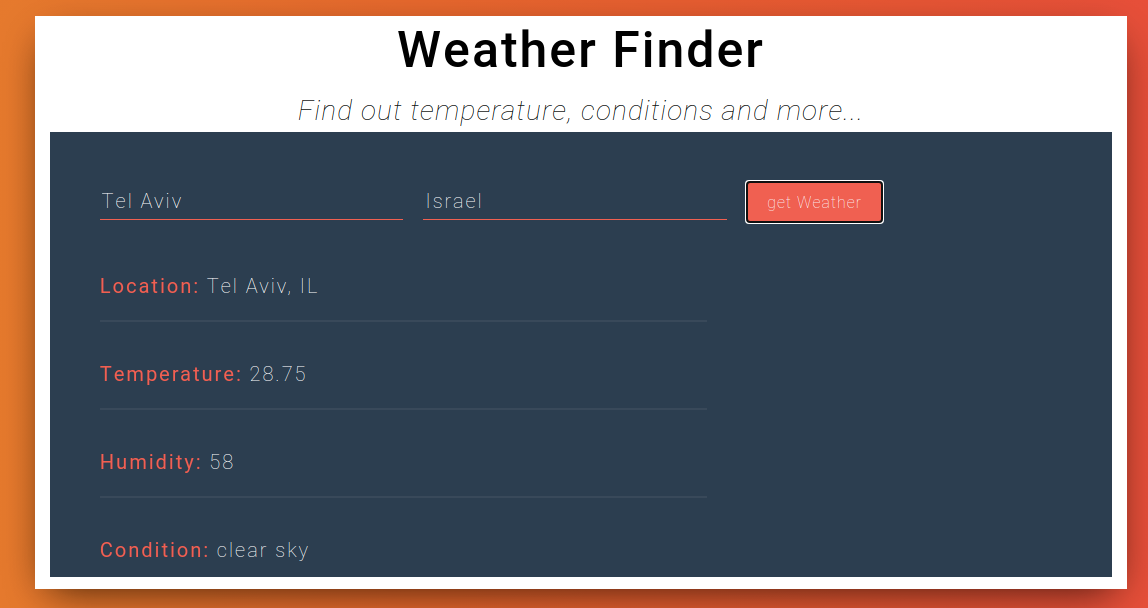 Weather Finder
Find out temperature, conditions and more...
Tel Aviv Israel get Weather
Location: Tel Aviv, IL
Temperature: 28.75
Humidity: 58
Condition: clear sky